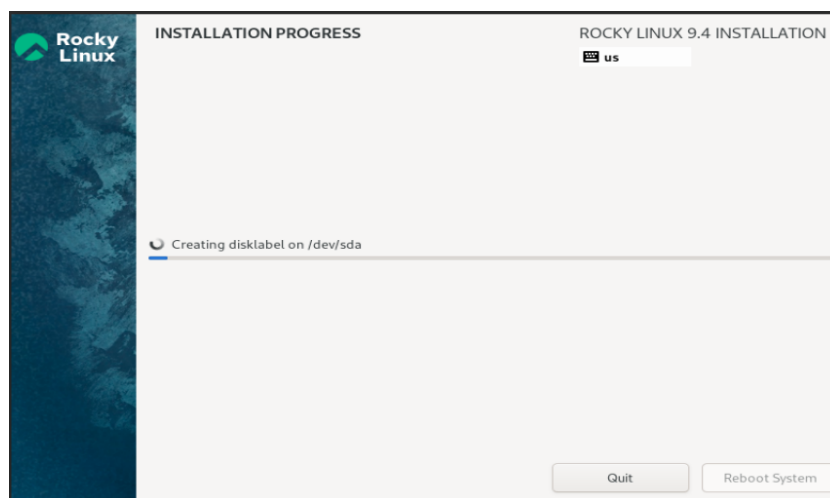 Rocky
Linux
INSTALLATION PROGRESS
ROCKY LINUX 9.4 INSTALLATION
us
Creating disklabel on /dev/sda
Quit
Reboot System